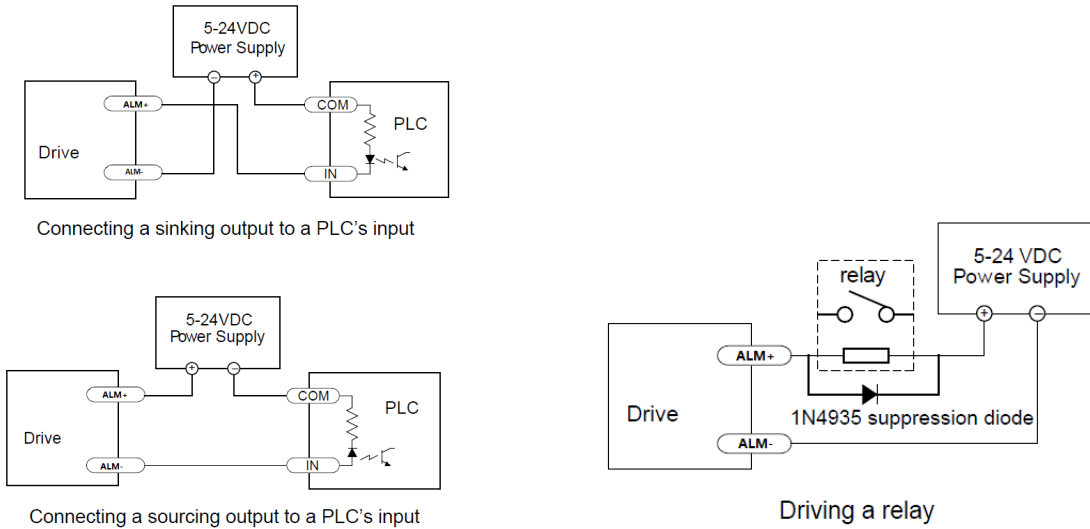 5-24VDC
Power Supply
ALM+
COM
PLC
Drive
ALM-
IN
Connecting a sinking output to a PLC's input
5-24VDC
Power Supply
ALM+
COM
PLC
Drive
ALM-
IN
Connecting a sourcing output to a PLC's input
5-24 VDC
Power Supply
relay
ALM+
Drive
1N4935 suppression diode
ALM-
Driving a relay